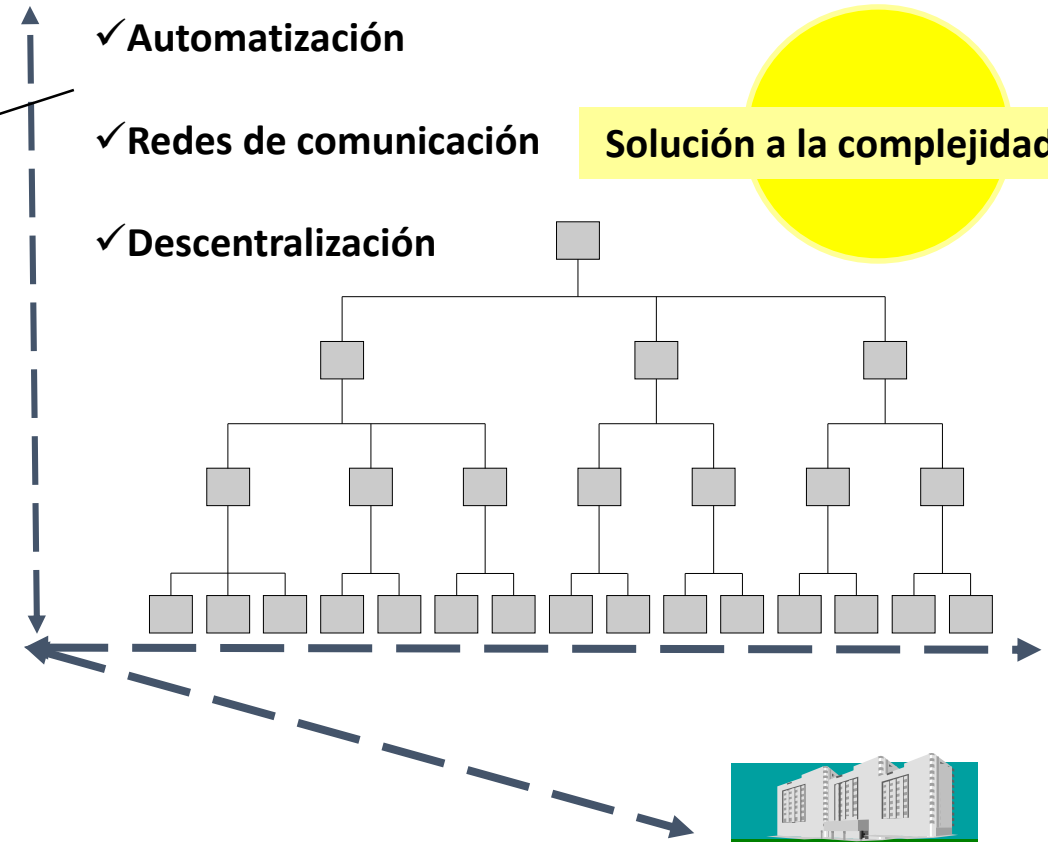 ✓Automatización
✓Redes de comunicación
Solución a la complejidad
✓Descentralización